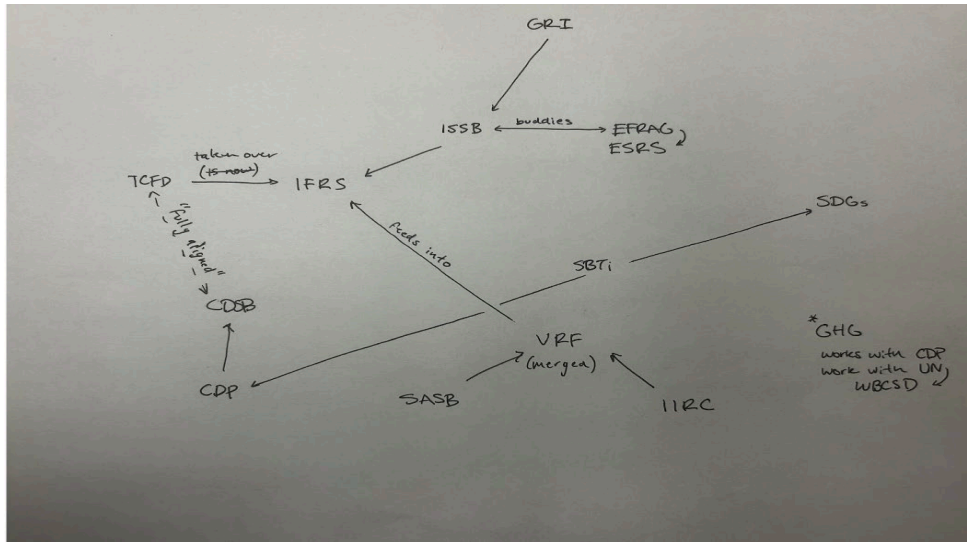 GRI
ISSB buddies EFRAG
ESRS
taken over
(is now)
TCFD IFRS
SDGs
"fully aligned"
feeds into
SBTi
CDSB
*GHG
works with CDP
work with UN
WBCSD
VRF
(merged)
CDP
SASB
IIRC